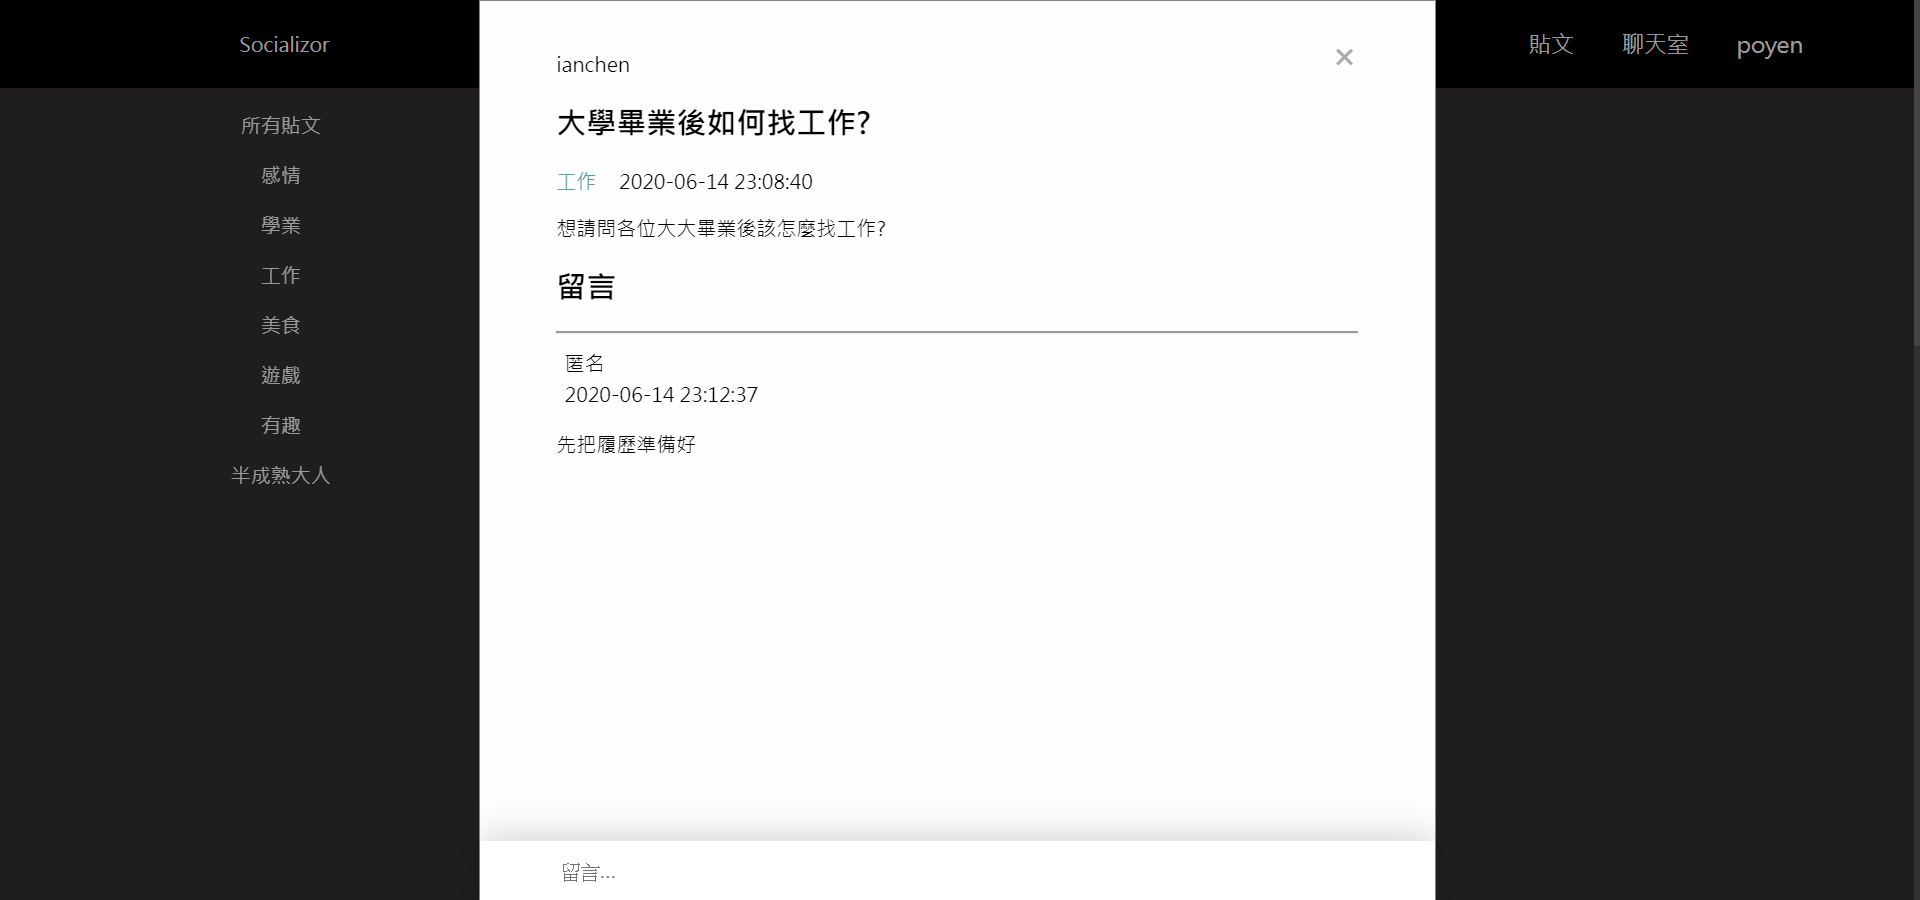 Socializor
貼文
聊天室
poyen
所有貼文
感情
學業
工作
美食
遊戲
有趣
半成熟大人
ianchen
×
大學畢業後如何找工作?
工作 2020-06-14 23:08:40
想請問各位大大畢業後該怎麼找工作?
留言
匿名
2020-06-14 23:12:37
先把履歷準備好
留言...